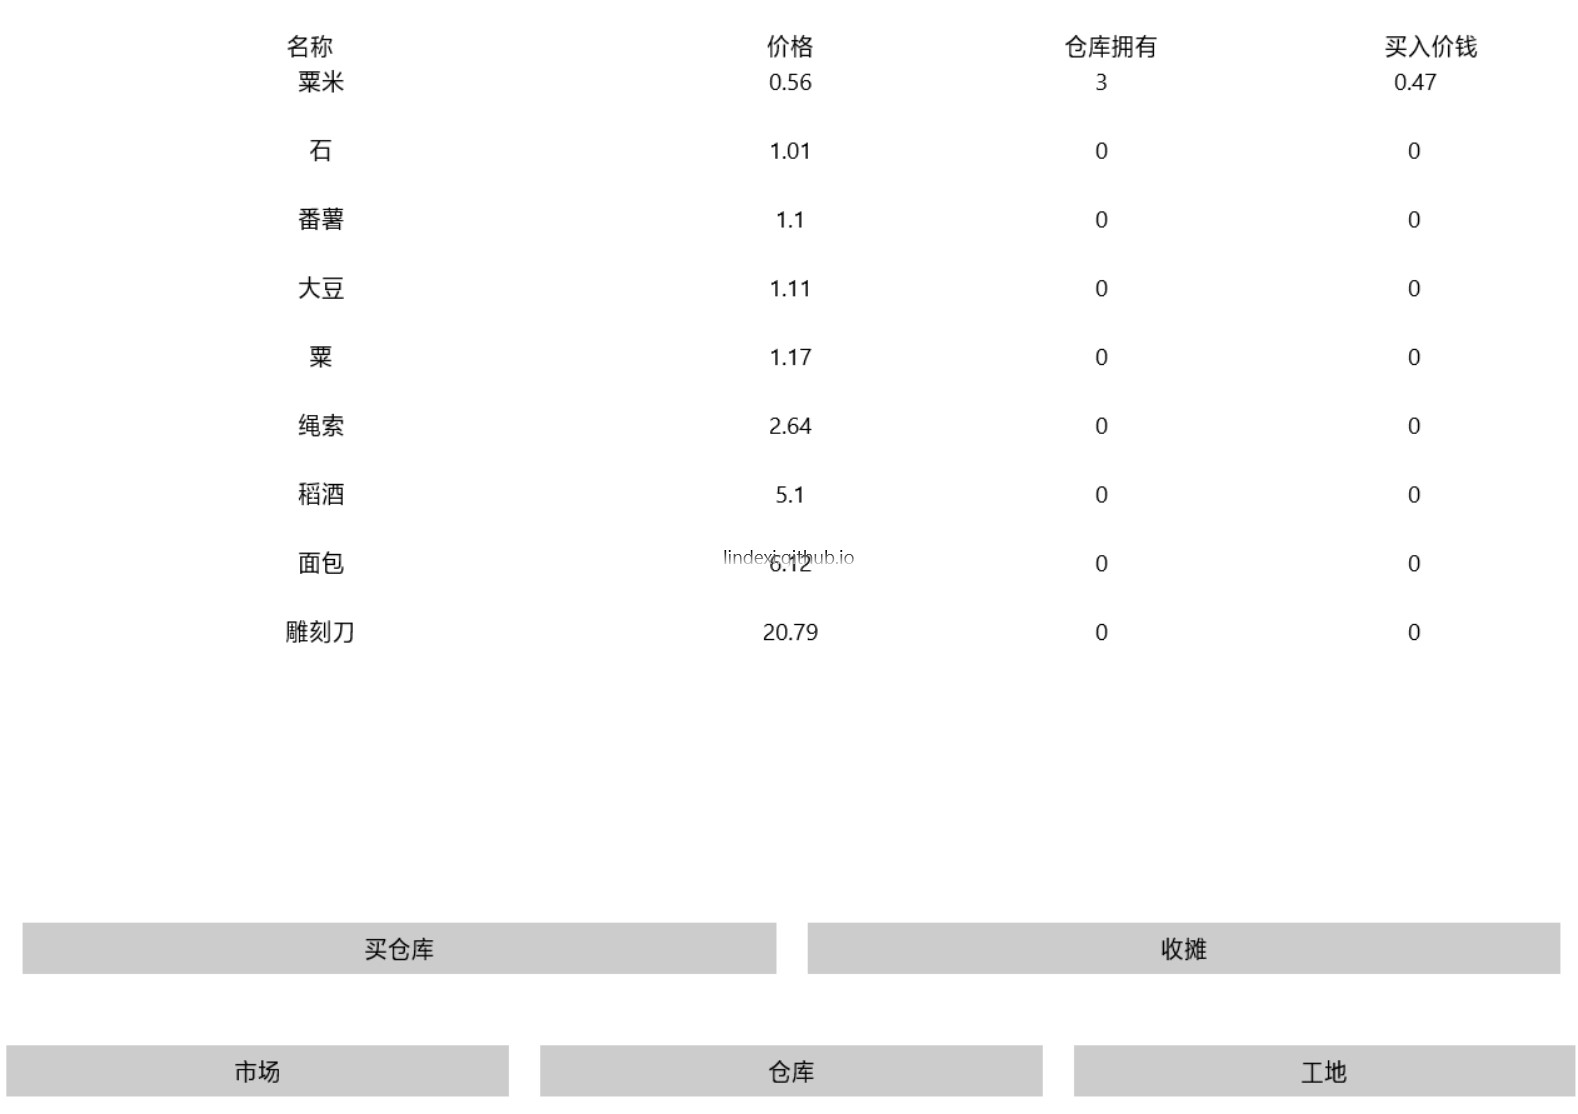 名称 价格 仓库拥有 买入价钱
粟米 0.56 3 0.47
石 1.01 0 0
番薯 1.1 0 0
大豆 1.11 0 0
粟 1.17 0 0
绳索 2.64 0 0
稻酒 5.1 0 0
lindexi.github.io
面包 6.12 0 0
雕刻刀 20.79 0 0
买仓库 收摊
市场 仓库 工地